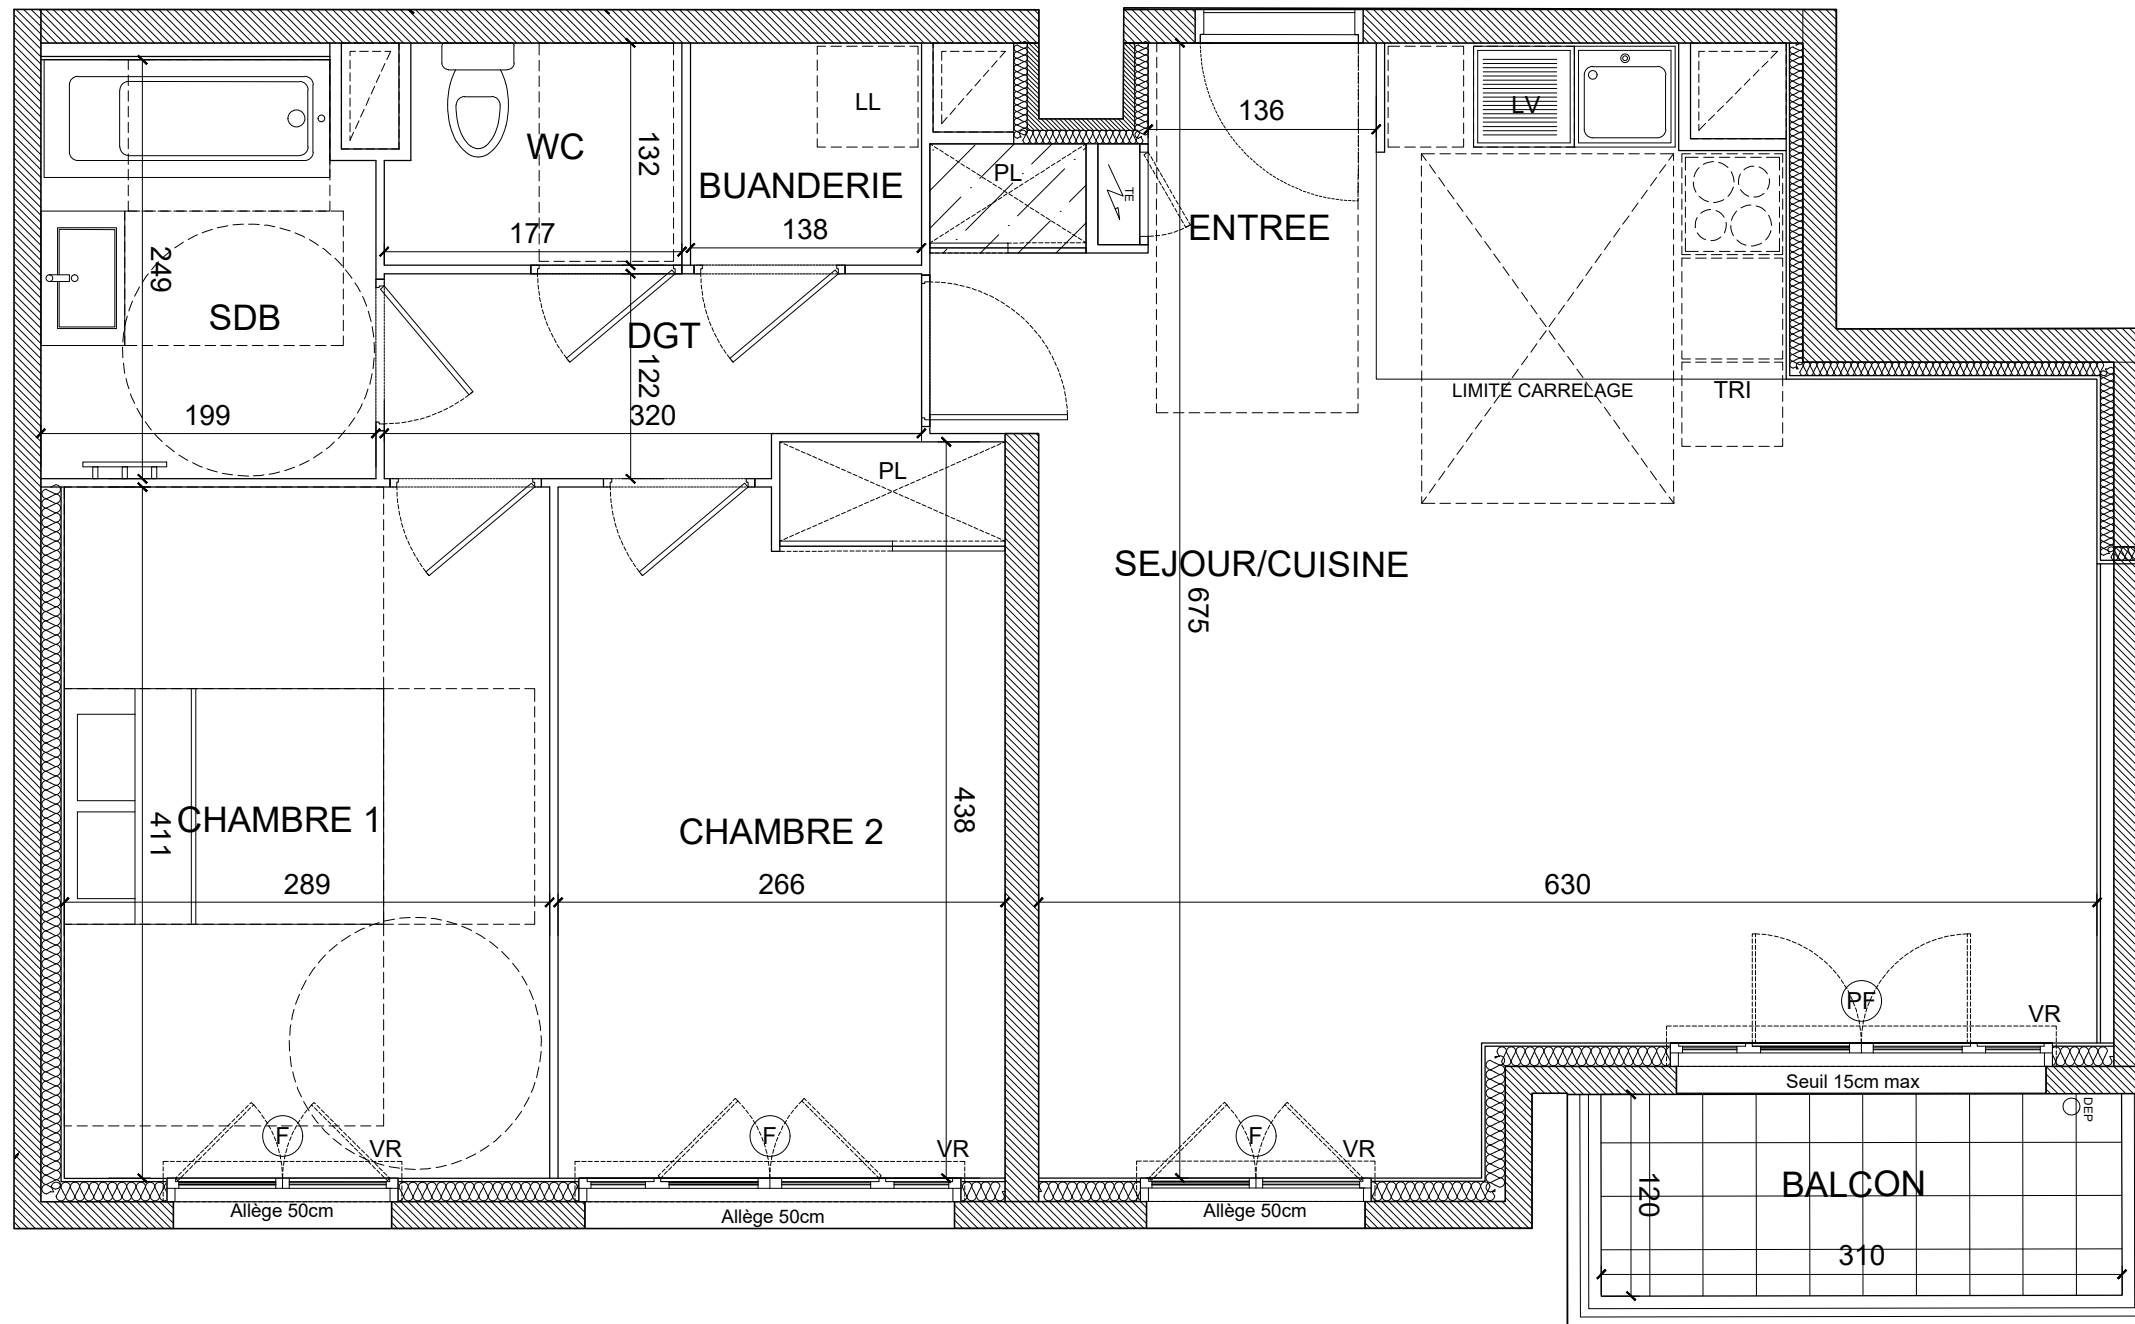 LL
LV
136
WC
132
PL
TE
BUANDERIE
177
138
ENTREE
249
SDB
DGT
122
199
320
LIMITE CARRELAGE
TRI
PL
SEJOUR/CUISINE
675
CHAMBRE 1
411
CHAMBRE 2
438
289
266
630
PF
VR
Seuil 15cm max
DEP
F
VR
F
VR
F
VR
Allège 50cm
Allège 50cm
Allège 50cm
BALCON
120
310